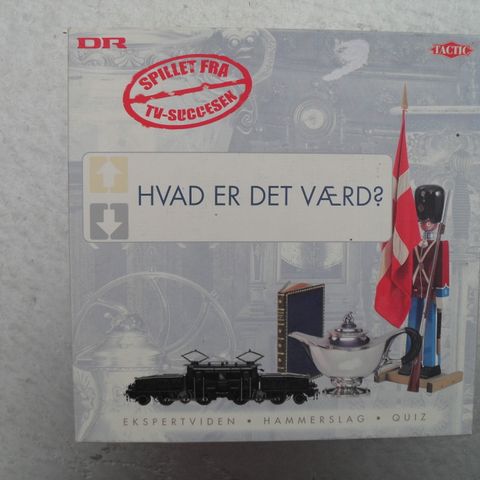 DR
TACTIC
SPILLET FRA
TV-SUCCESEN
HVAD ER DET VÆRD?
EKSPERTVIDEN • HAMMERSLAG • QUIZ